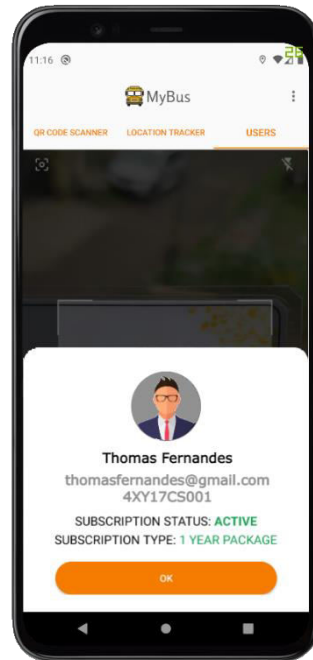 11:16
26
MyBus
QR CODE SCANNER LOCATION TRACKER USERS
Thomas Fernandes
thomasfernandes@gmail.com
4XY17CS001
SUBSCRIPTION STATUS: ACTIVE
SUBSCRIPTION TYPE: 1 YEAR PACKAGE
OK